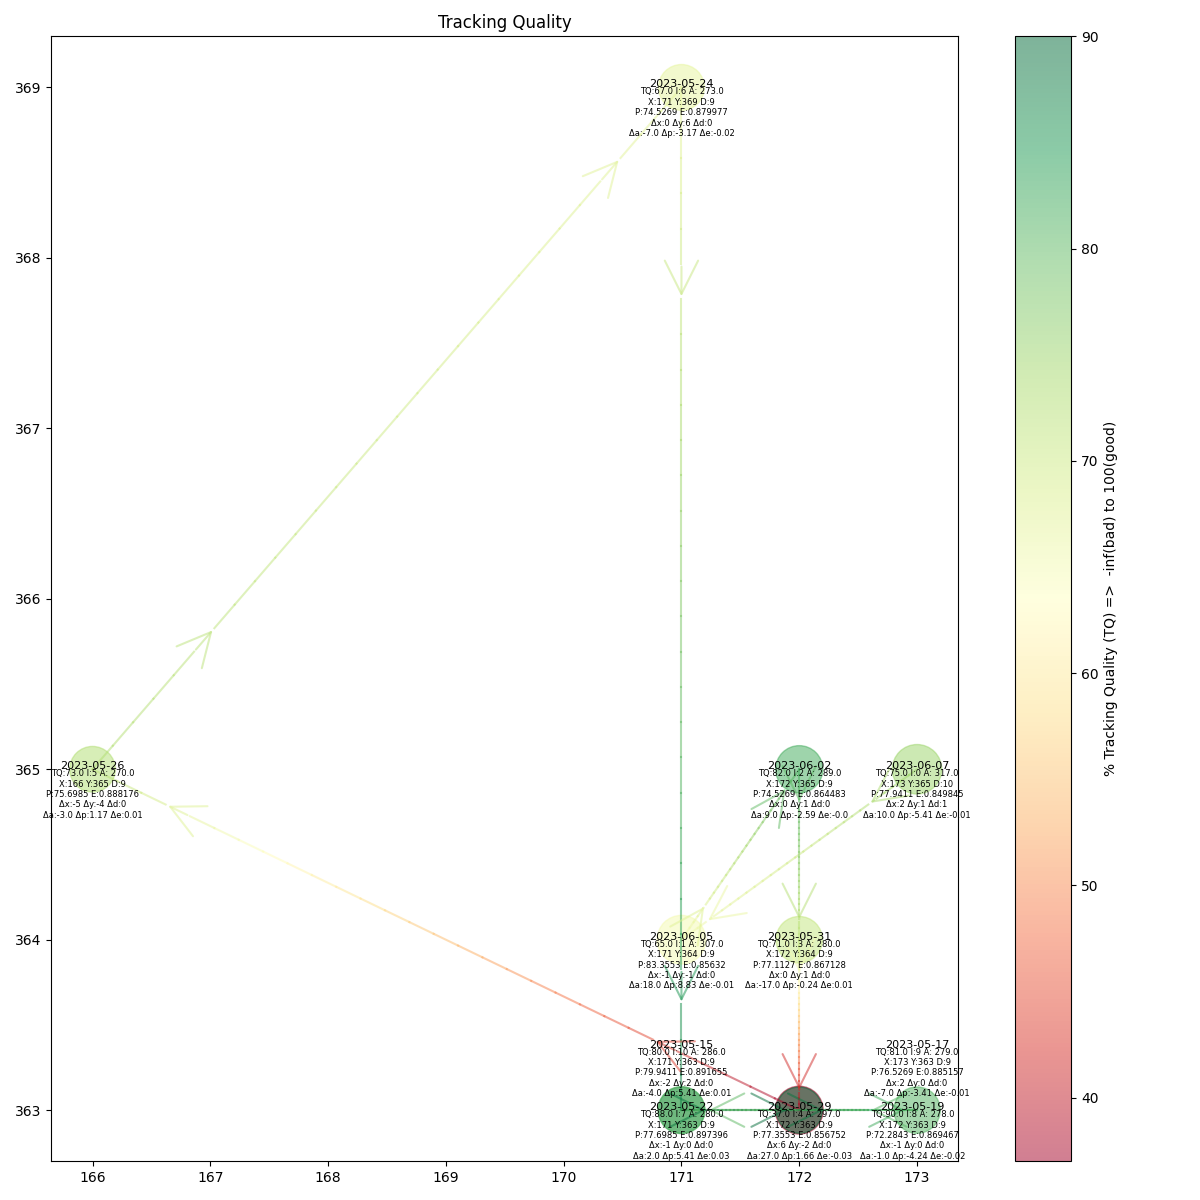 Tracking Quality
369
368
367
366
365
364
363
166
167
168
169
170
171
172
173
2023-05-24
TQ:67.0 I:6 A: 273.0
X:171 Y:369 D:9
P:74.5269 E:0.879977
Δx:0 Δy:6 Δd:0
Δa:-7.0 Δp:-3.17 Δe:-0.02
2023-05-26
TQ:73.0 I:5 A: 270.0
X:166 Y:365 D:9
P:75.6985 E:0.888176
Δx:-5 Δy:-4 Δd:0
Δa:-3.0 Δp:1.17 Δe:0.01
2023-06-02
TQ:82.0 I:2 A: 289.0
X:172 Y:365 D:9
P:74.5269 E:0.864483
Δx:0 Δy:1 Δd:0
Δa:9.0 Δp:-2.59 Δe:-0.0
2023-06-07
TQ:75.0 I:0 A: 317.0
X:173 Y:365 D:10
P:77.9411 E:0.849845
Δx:2 Δy:1 Δd:1
Δa:10.0 Δp:-5.41 Δe:-0.01
2023-06-05
TQ:65.0 I:1 A: 307.0
X:171 Y:364 D:9
P:83.3553 E:0.85632
Δx:-1 Δy:-1 Δd:0
Δa:18.0 Δp:8.83 Δe:-0.01
2023-05-31
TQ:71.0 I:3 A: 280.0
X:172 Y:364 D:9
P:77.1127 E:0.867128
Δx:0 Δy:1 Δd:0
Δa:-17.0 Δp:-0.24 Δe:0.01
2023-05-15
TQ:80.0 I:10 A: 286.0
X:171 Y:363 D:9
P:79.9411 E:0.891655
Δx:-2 Δy:2 Δd:0
Δa:-4.0 Δp:5.41 Δe:0.01
2023-05-17
TQ:81.0 I:9 A: 279.0
X:173 Y:363 D:9
P:76.5269 E:0.885157
Δx:2 Δy:0 Δd:0
Δa:-7.0 Δp:-3.41 Δe:-0.01
2023-05-22
TQ:88.0 I:7 A: 280.0
X:171 Y:363 D:9
P:77.6985 E:0.897396
Δx:-1 Δy:0 Δd:0
Δa:2.0 Δp:5.41 Δe:0.03
2023-05-29
TQ:37.0 I:4 A: 297.0
X:172 Y:363 D:9
P:77.3553 E:0.856752
Δx:6 Δy:-2 Δd:0
Δa:27.0 Δp:1.66 Δe:-0.03
2023-05-19
TQ:90.0 I:8 A: 278.0
X:172 Y:363 D:9
P:72.2843 E:0.869467
Δx:-1 Δy:0 Δd:0
Δa:-1.0 Δp:-4.24 Δe:-0.02
90
80
70
60
50
40
% Tracking Quality (TQ) => -inf(bad) to 100(good)